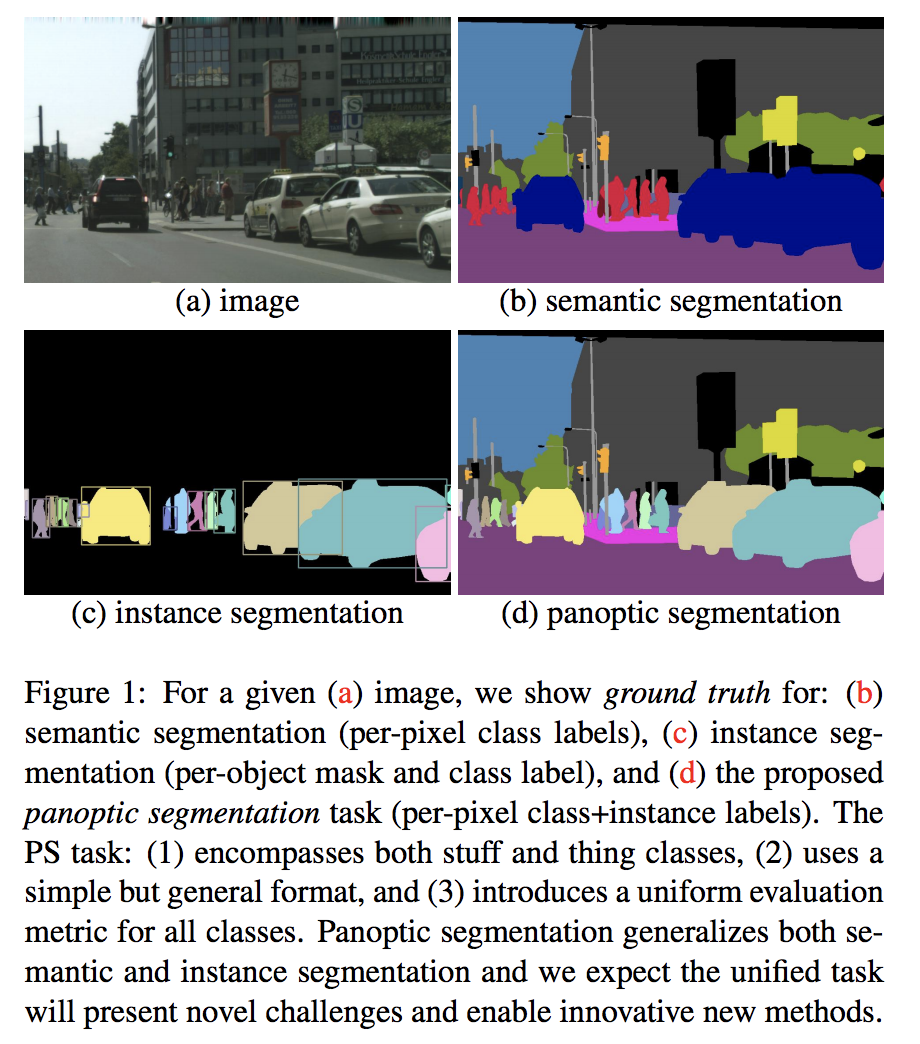 S
U
(a) image
(b) semantic segmentation
(c) instance segmentation
(d) panoptic segmentation
Figure 1: For a given (a) image, we show ground truth for: (b)
semantic segmentation (per-pixel class labels), (c) instance seg-
mentation (per-object mask and class label), and (d) the proposed
panoptic segmentation task (per-pixel class+instance labels). The
PS task: (1) encompasses both stuff and thing classes, (2) uses a
simple but general format, and (3) introduces a uniform evaluation
metric for all classes. Panoptic segmentation generalizes both se-
mantic and instance segmentation and we expect the unified task
will present novel challenges and enable innovative new methods.